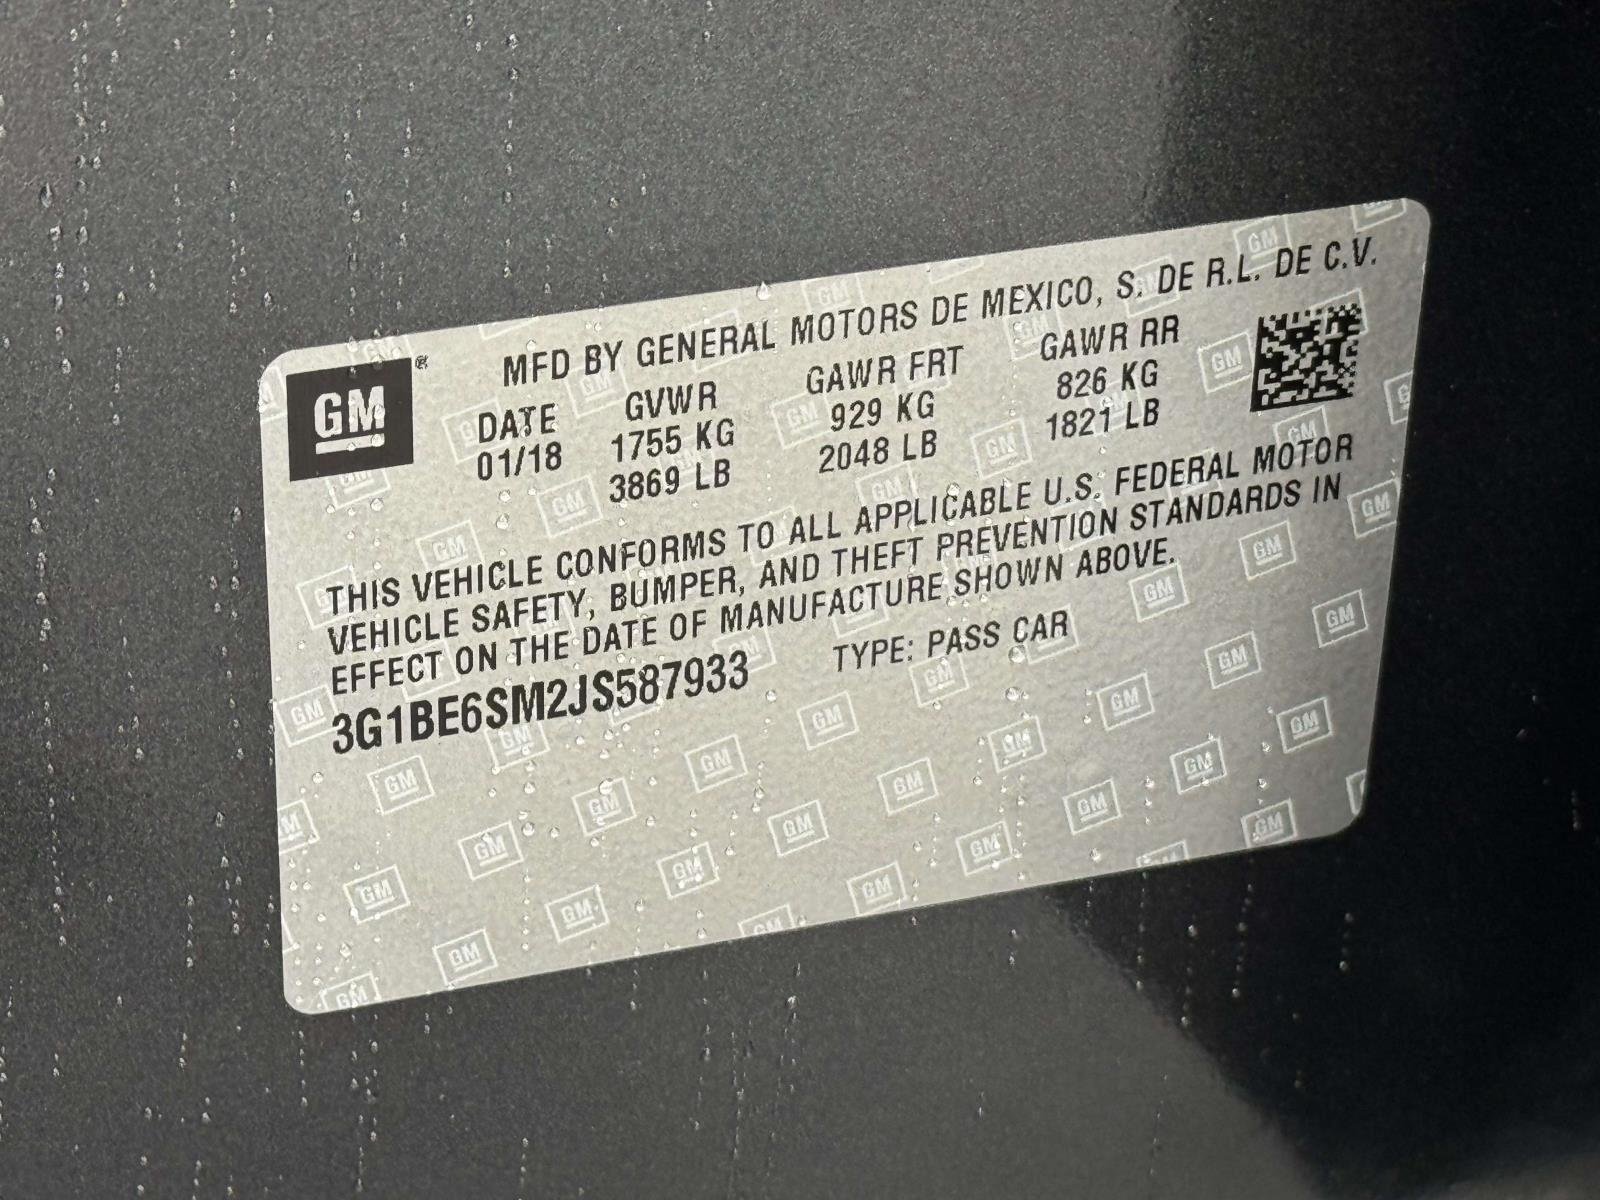 GM ®
MFD BY GENERAL MOTORS DE MEXICO, S. DE R.L. DE C.V.
DATE GVWR GAWR FRT GAWR RR
01/18 1755 KG 929 KG 826 KG
3869 LB 2048 LB 1821 LB
THIS VEHICLE CONFORMS TO ALL APPLICABLE U.S. FEDERAL MOTOR
VEHICLE SAFETY, BUMPER, AND THEFT PREVENTION STANDARDS IN
EFFECT ON THE DATE OF MANUFACTURE SHOWN ABOVE.
3G1BE6SM2JS587933 TYPE: PASS CAR